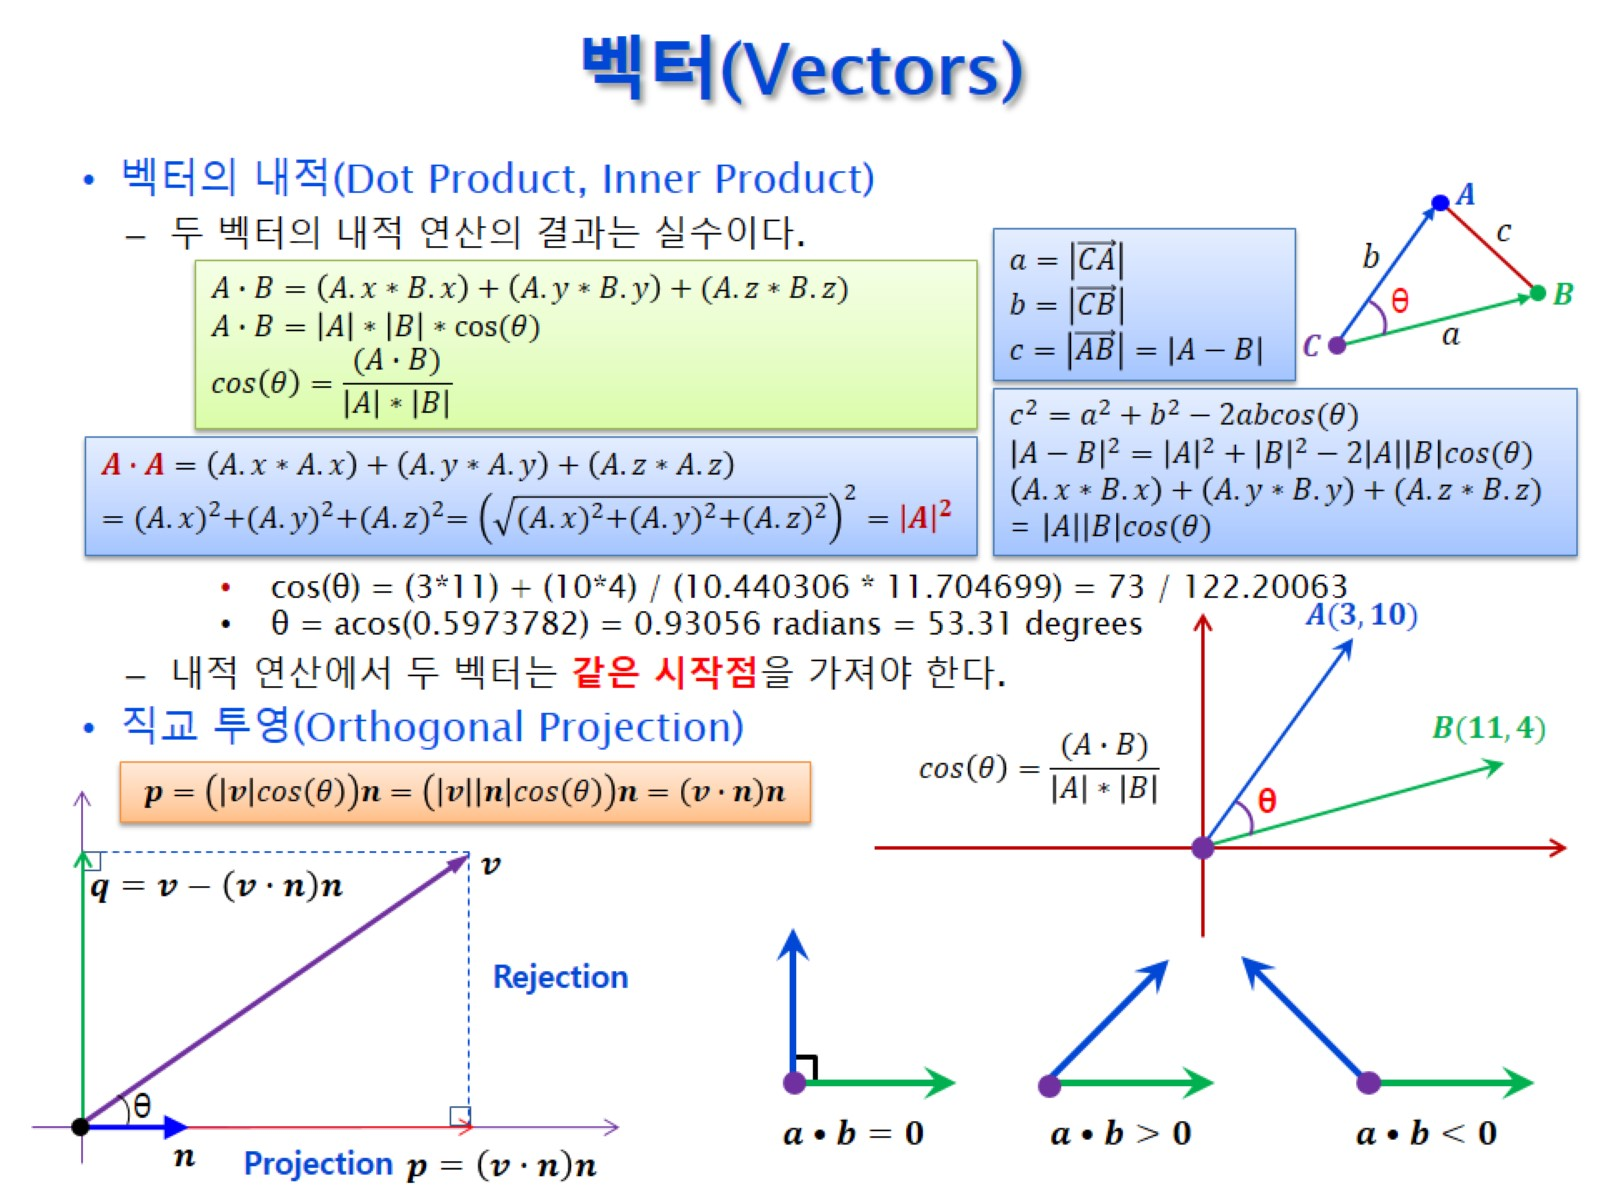 벡터(Vectors)
• 벡터의 내적(Dot Product, Inner Product)
– 두 벡터의 내적 연산의 결과는 실수이다.
A · B = (A.x ∗ B.x) + (A.y ∗ B.y) + (A.z ∗ B.z)
A · B = |A| ∗ |B| ∗ cos(θ)
cos(θ) = (A · B) / |A| ∗ |B|
a = |CA|
b = |CB|
c = |AB| = |A − B|
A
b
c
θ
B
C
a
A · A = (A.x ∗ A.x) + (A.y ∗ A.y) + (A.z ∗ A.z)
= (A.x)²+(A.y)²+(A.z)²= (√(A.x)²+(A.y)²+(A.z)²)² = |A|²
c² = a² + b² − 2abcos(θ)
|A − B|² = |A|² + |B|² − 2|A||B|cos(θ)
(A.x ∗ B.x) + (A.y ∗ B.y) + (A.z ∗ B.z)
= |A||B|cos(θ)
• cos(θ) = (3*11) + (10*4) / (10.440306 * 11.704699) = 73 / 122.20063
• θ = acos(0.5973782) = 0.93056 radians = 53.31 degrees
– 내적 연산에서 두 벡터는 같은 시작점을 가져야 한다.
A(3, 10)
B(11, 4)
cos(θ) = (A · B) / |A| ∗ |B|
θ
• 직교 투영(Orthogonal Projection)
p = (|v|cos(θ))n = (|v||n|cos(θ))n = (v · n)n
q = v − (v · n)n
v
Rejection
θ
n
Projection p = (v · n)n
a • b = 0
a • b > 0
a • b < 0